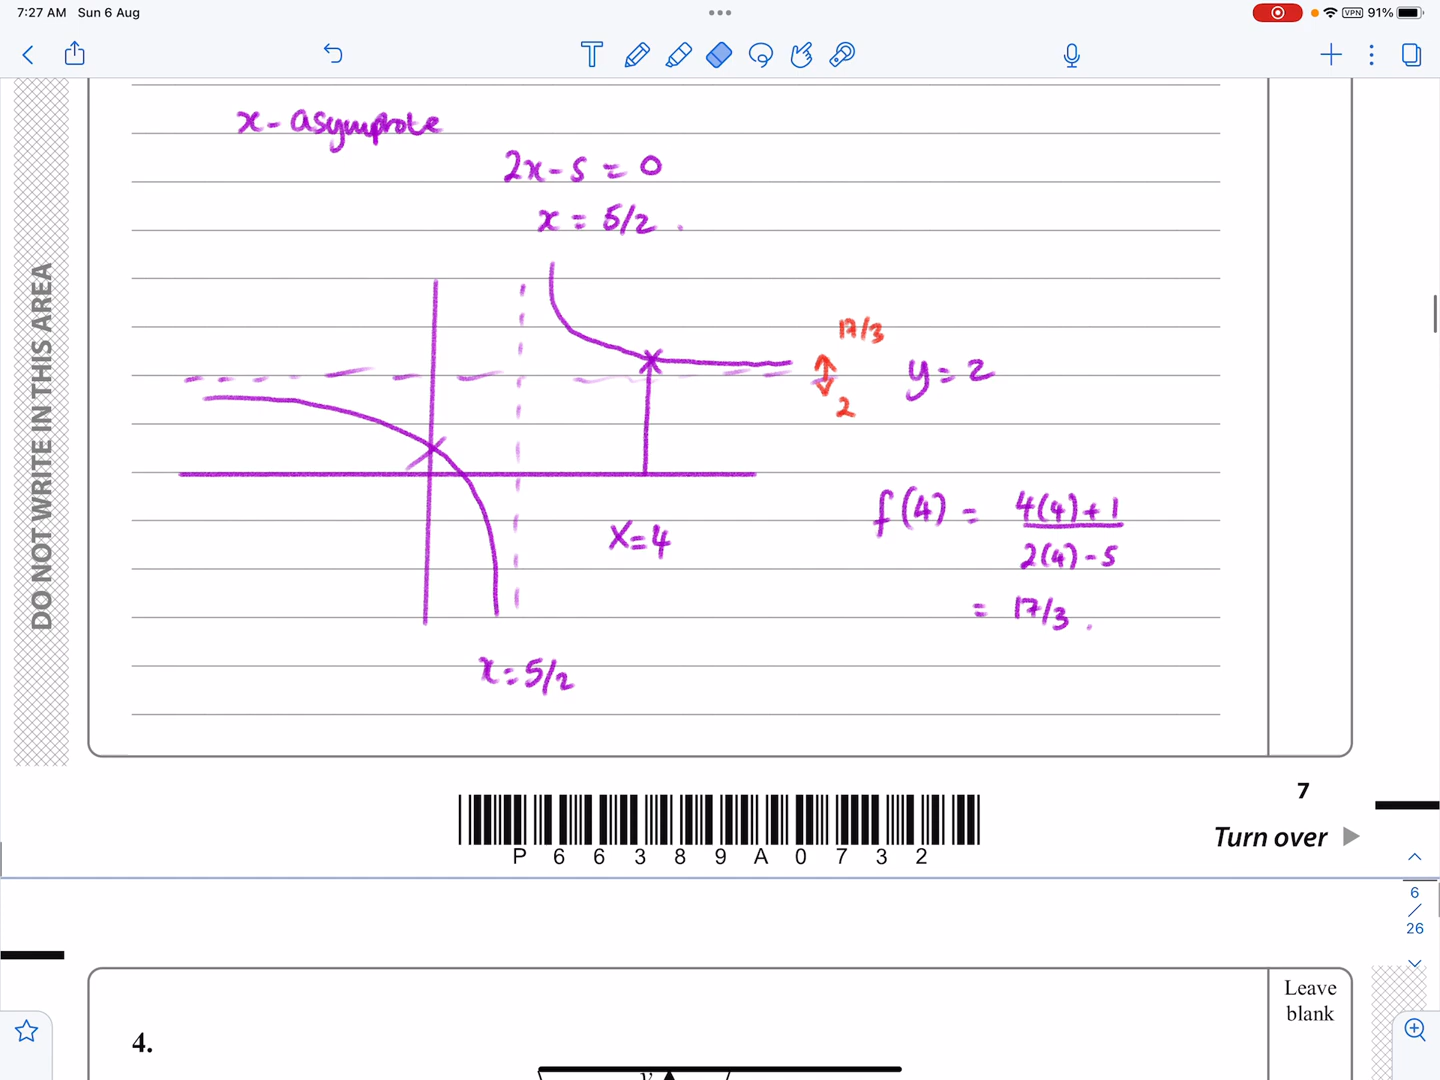 7:27 AM Sun 6 Aug
VPN 91%
x - asymptote
2x - 5 = 0
x = 5/2 .
17/3
y = 2
2
f(4) = 4(4)+1
2(4)-5
x=4
= 17/3 .
x = 5/2
DO NOT WRITE IN THIS AREA
7
P 6 6 3 8 9 A 0 7 3 2
Turn over
6
/
26
Leave
blank
4.
y